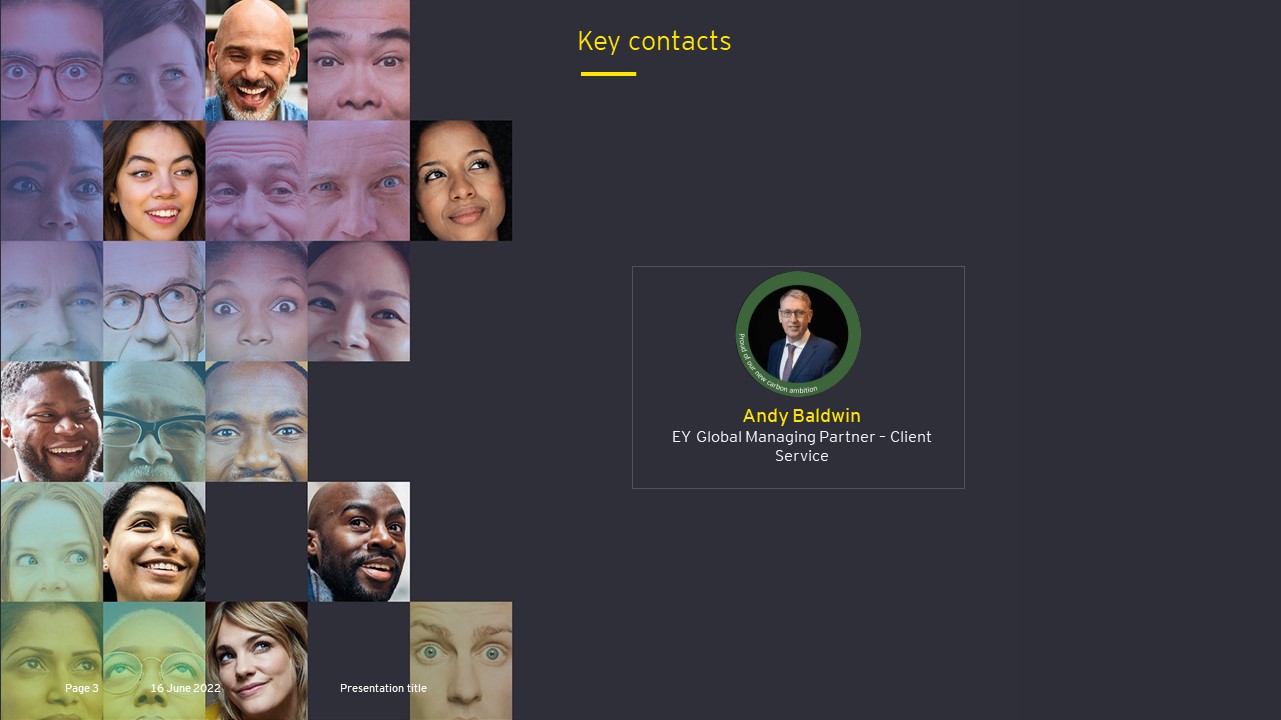 Key contacts
Proud of our new carbon ambition
Andy Baldwin
EY Global Managing Partner – Client
Service
Page 3
16 June 2022
Presentation title